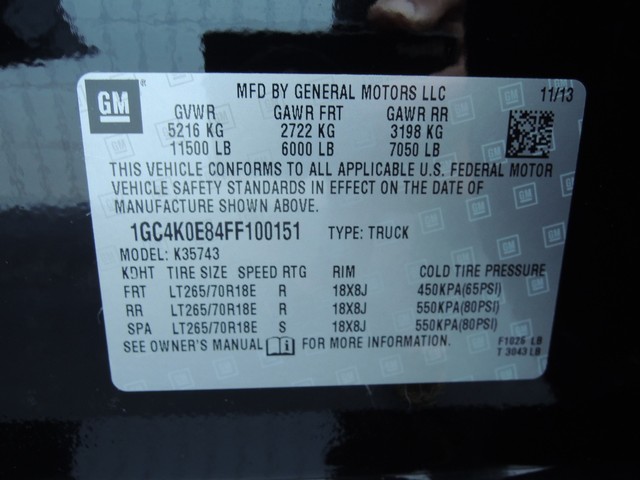 GM
MFD BY GENERAL MOTORS LLC 11/13
GVWR GAWR FRT GAWR RR
5216 KG 2722 KG 3198 KG
11500 LB 6000 LB 7050 LB
THIS VEHICLE CONFORMS TO ALL APPLICABLE U.S. FEDERAL MOTOR
VEHICLE SAFETY STANDARDS IN EFFECT ON THE DATE OF
MANUFACTURE SHOWN ABOVE.
1GC4K0E84FF100151 TYPE: TRUCK
MODEL: K35743
KDHT TIRE SIZE SPEED RTG RIM COLD TIRE PRESSURE
FRT LT265/70R18E R 18X8J 450KPA(65PSI)
RR LT265/70R18E R 18X8J 550KPA(80PSI)
SPA LT265/70R18E S 18X8J 550KPA(80PSI)
SEE OWNER'S MANUAL FOR MORE INFORMATION. F1025 LB
T 3043 LB